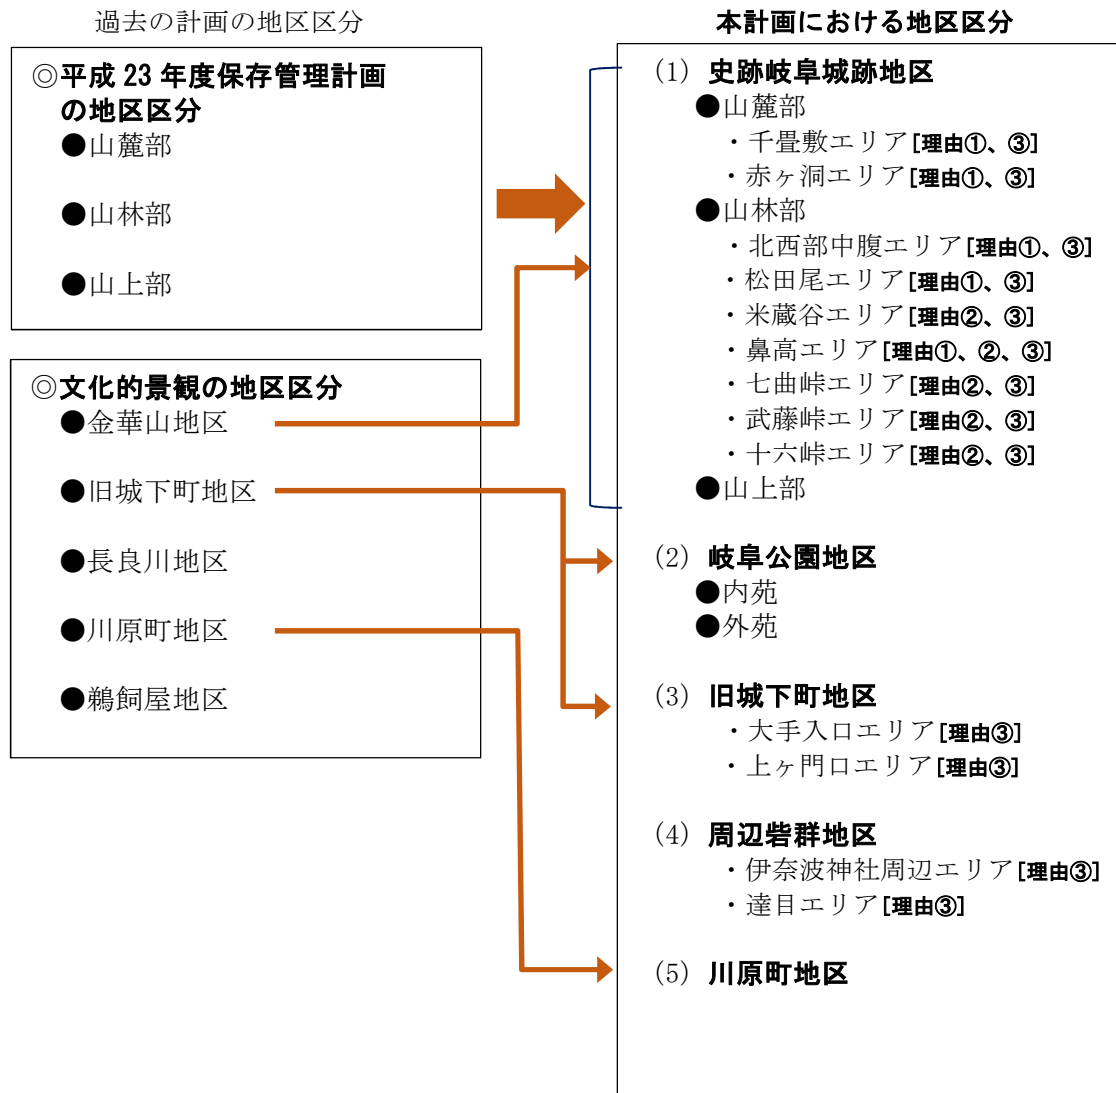 過去の計画の地区区分
◎平成 23 年度保存管理計画
の地区区分
●山麓部
●山林部
●山上部
◎文化的景観の地区区分
●金華山地区
●旧城下町地区
●長良川地区
●川原町地区
●鵜飼屋地区
本計画における地区区分
(1) 史跡岐阜城跡地区
●山麓部
・千畳敷エリア[理由①、③]
・赤ヶ洞エリア[理由①、③]
●山林部
・北西部中腹エリア[理由①、③]
・松田尾エリア[理由①、③]
・米蔵谷エリア[理由②、③]
・鼻高エリア[理由①、②、③]
・七曲峠エリア[理由②、③]
・武藤峠エリア[理由②、③]
・十六峠エリア[理由②、③]
●山上部
(2) 岐阜公園地区
●内苑
●外苑
(3) 旧城下町地区
・大手入口エリア[理由③]
・上ヶ門口エリア[理由③]
(4) 周辺砦群地区
・伊奈波神社周辺エリア[理由③]
・達目エリア[理由③]
(5) 川原町地区